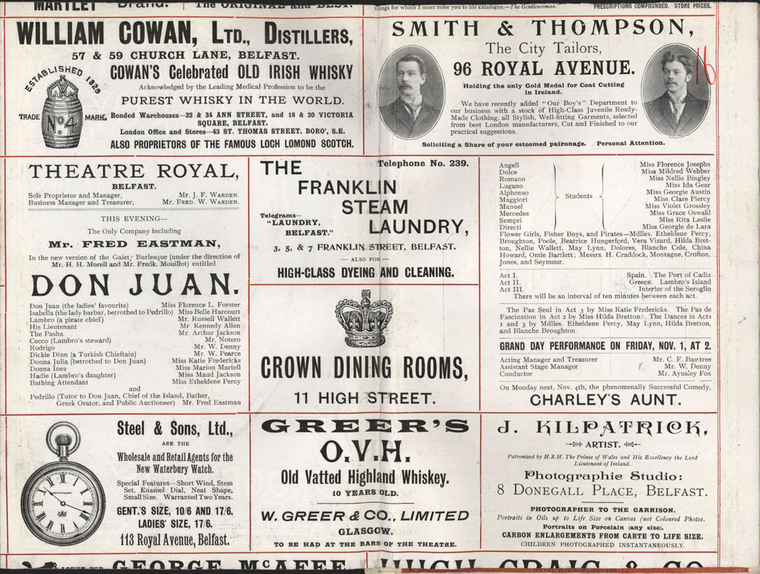 The ORIGINAL and BEST.
WILLIAM COWAN, LTD., DISTILLERS,
57 & 59 CHURCH LANE, BELFAST.
ESTABLISHED 1829
TRADE MARK.
No. 4
COWAN'S Celebrated OLD IRISH WHISKY
Acknowledged by the Leading Medical Profession to be the
PUREST WHISKY IN THE WORLD.
Bonded Warehouses—32 & 34 ANN STREET, and 18 & 20 VICTORIA
SQUARE, BELFAST.
London Office and Stores—43 ST. THOMAS STREET, BORO', S.E.
ALSO PROPRIETORS OF THE FAMOUS LOCH LOMOND SCOTCH.
things for which I must refer you to his catalogue.—The Gentlewoman.
PRESCRIPTIONS COMPOUNDED. STORE PRICES.
SMITH & THOMPSON,
The City Tailors,
96 ROYAL AVENUE.
16
Holding the only Gold Medal for Coat Cutting
in Ireland.
We have recently added "Our Boy's" Department to
our business with a stock of High-Class Juvenile Ready-
Made Clothing, all Stylish, Well-fitting Garments, selected
from best London manufacturers, Cut and Finished to our
practical suggestions.
Soliciting a Share of your esteemed patronage. Personal Attention.
THEATRE ROYAL,
BELFAST.
Sole Proprietor and Manager, Mr. J. F. WARDEN.
Business Manager and Treasurer, Mr. FRED. W. WARDEN.
THIS EVENING—
The Only Company Including
Mr. FRED EASTMAN,
In the new version of the Gaiety Burlesque (under the direction of
Mr. H. H. Morell and Mr. Fredk. Mouillot) entitled
DON JUAN.
Don Juan (the ladies' favourite) Miss Florence L. Forster
Isabella (the lady barbar, betrothed to Pedrillo) Miss Belle Harcourt
Lambro (a pirate chief) Mr. Russell Wallett
His Lieutenant Mr. Kennedy Allen
The Pasha Mr. Arthur Jackson
Cecco (Lambro's steward) Mr. Notero
Rodrigo Mr. W. Denny
Dickie Dinn (a Turkish Chieftain) Mr. W. Pearce
Donna Julia (betrothed to Don Juan) Miss Katie Fredericks
Donna Inez Miss Marion Martell
Hadie (Lambro's daughter) Miss Maud Jackson
Bathing Attendant Miss Etheldene Percy
and
Pedrillo (Tutor to Don Juan, Chief of the Island, Bather,
Greek Orator, and Public Auctioneer) Mr. Fred Eastman
THE
Telephone No. 239.
FRANKLIN
STEAM
Telegrams—
"LAUNDRY,
BELFAST."
LAUNDRY,
3, 5, & 7 FRANKLIN STREET, BELFAST.
— ALSO FOR —
HIGH-CLASS DYEING AND CLEANING.
CROWN DINING ROOMS,
11 HIGH STREET.
Angell Miss Florence Josephs
Dolce Miss Mildred Webber
Romano Miss Nellie Bingley
Lugano Miss Ida Gear
Alphonso Miss Georgie Austin
Maggiori Miss Clare Piercy
Manuel Students Miss Violet Grossley
Mercedes Miss Grace Oswald
Sempri Miss Rita Leslie
Directi Miss Georgie de Lara
Flower Girls, Fisher Boys, and Pirates—Mdlles. Etheldene Percy,
Broughton, Poole, Beatrice Hungerford, Vera Vizard, Hilda Bret-
ton, Nellie Wallett, May Lynn, Dolores, Blanche Cole, China
Howard, Omie Bartlett; Messrs. H. Craddock, Montague, Crofton,
Jones, and Seymour.
Act I. Spain. The Port of Cadiz
Act II. Greece. Lambro's Island
Act III. Interior of the Seroglio
There will be an interval of ten minutes between each act.
The Pas Seul in Act 3 by Miss Katie Fredericks. The Pas de
Fascination in Act 2 by Miss Hilda Bretton. The Dances in Acts
1 and 3 by Mdlles. Etheldene Percy, May Lynn, Hilda Bretton,
and Blanche Broughton.
GRAND DAY PERFORMANCE ON FRIDAY, NOV. 1, AT 2.
Acting Manager and Treasurer Mr. C. F. Bawtree
Assistant Stage Manager Mr. W. Denny
Conductor Mr. Aynsley Fox
On Monday next, Nov. 4th, the phenomenally Successful Comedy,
CHARLEY'S AUNT.
Steel & Sons, Ltd.,
ARE THE
Wholesale and Retail Agents for the
New Waterbury Watch.
Special Features—Short Wind, Stem
Set, Enamel Dial, Neat Shape,
Small Size. Warranted Two Years.
GENT.'S SIZE, 10/6 AND 17/6.
LADIES' SIZE, 17/6.
113 Royal Avenue, Belfast.
GREER'S
O.V.H.
Old Vatted Highland Whiskey.
10 YEARS OLD.
W. GREER & CO., LIMITED
GLASGOW.
TO BE HAD AT THE BARS OF THE THEATRE.
J. KILPATRICK,
ARTIST.
Patronised by H.R.H. The Prince of Wales and His Excellency the Lord
Lieutenant of Ireland.
Photographic Studio:
8 DONEGALL PLACE, BELFAST.
PHOTOGRAPHER TO THE GARRISON.
Portraits in Oils up to Life Size on Canvas (not Coloured Photos.
Portraits on Porcelain (any size).
CARBON ENLARGEMENTS FROM CARTE TO LIFE SIZE.
CHILDREN PHOTOGRAPHED INSTANTANEOUSLY.
GEORGE McAFEE
HUGH CRAIG & CO